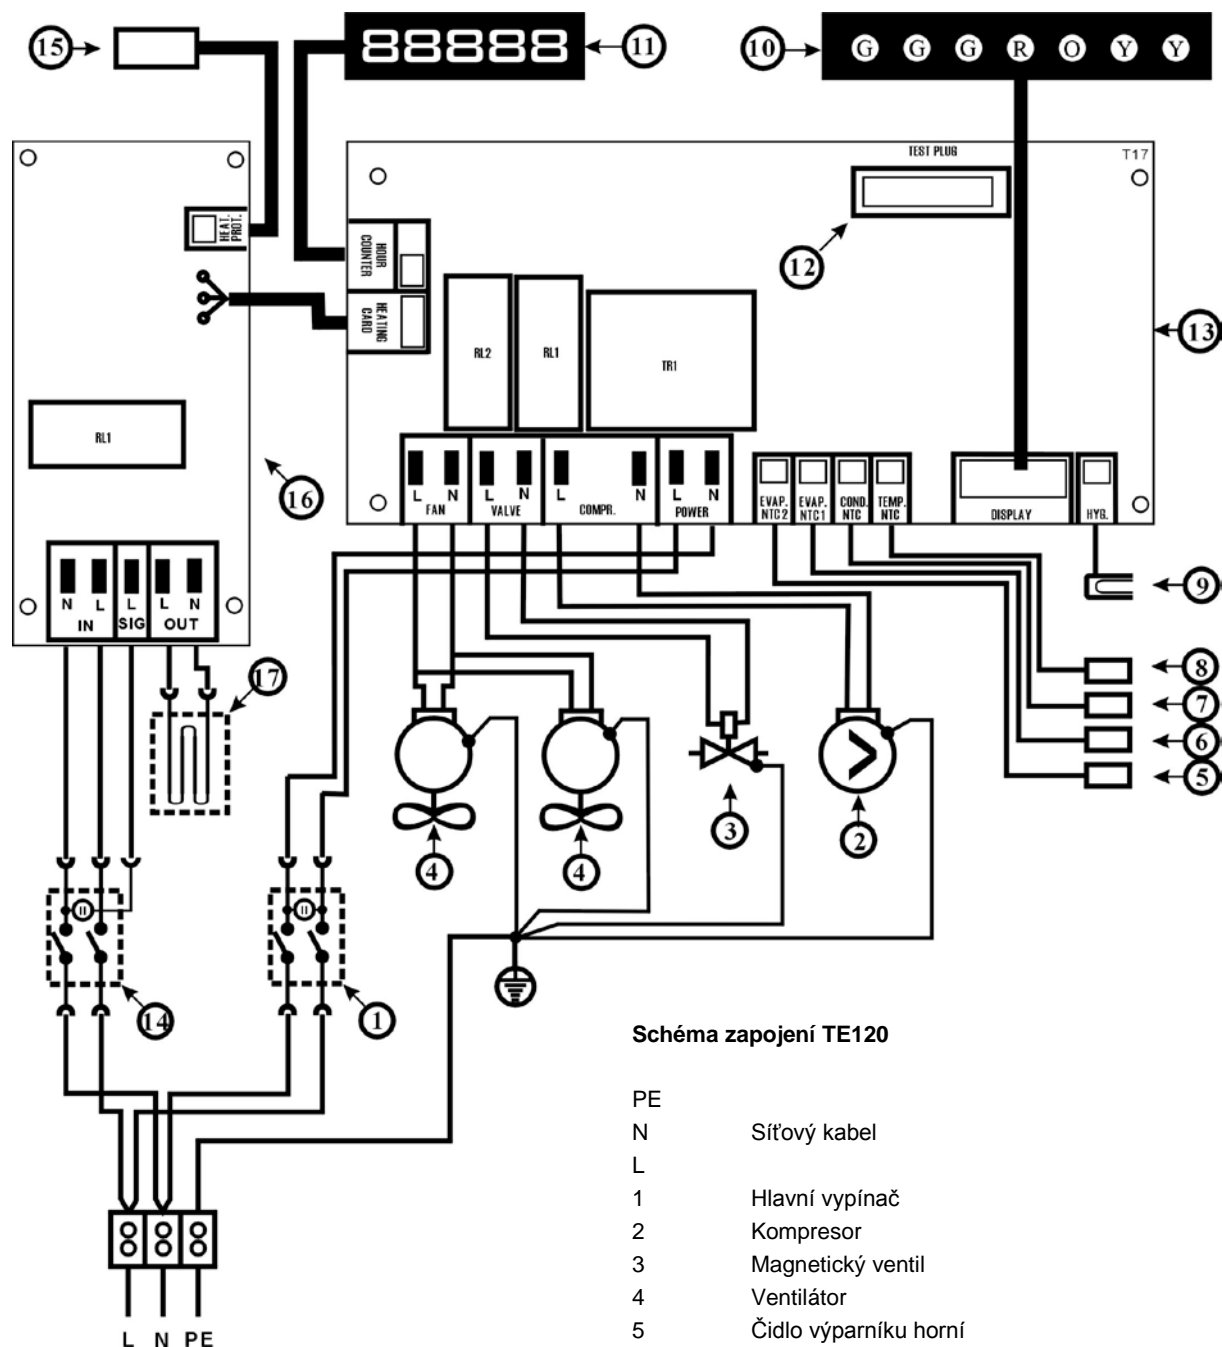 15
88888
11
10
G G G R O Y Y
TEST PLUG
T17
HEAT.
PROT.
HOUR
COUNTER
12
HEATING
CARD
13
RL2
RL1
TR1
RL1
16
L N L N L N L N
FAN VALVE COMPR. POWER
EVAP.
NTC2
EVAP.
NTC1
COND.
NTC
TEMP.
NTC
DISPLAY
HYG.
9
N L L L N
IN SIG OUT
17
8
7
6
5
4
4
3
2
14
1
Schéma zapojení TE120
PE
N Síťový kabel
L
1 Hlavní vypínač
2 Kompresor
3 Magnetický ventil
4 Ventilátor
5 Čidlo výparníku horní
L N PE